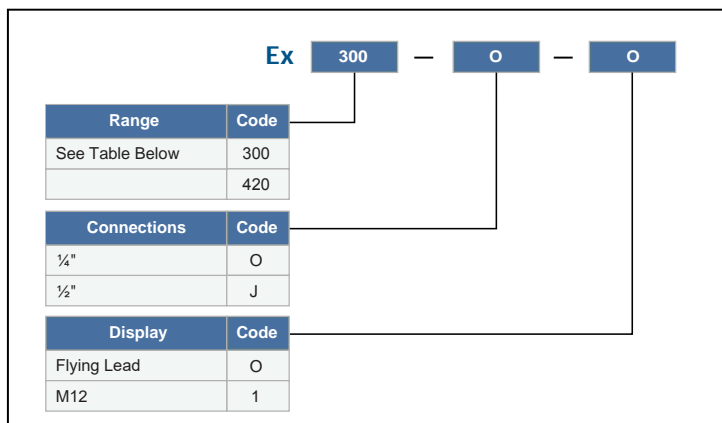 Ex 300 — O — O
Range Code
See Table Below 300
420
Connections Code
¼" O
½" J
Display Code
Flying Lead O
M12 1